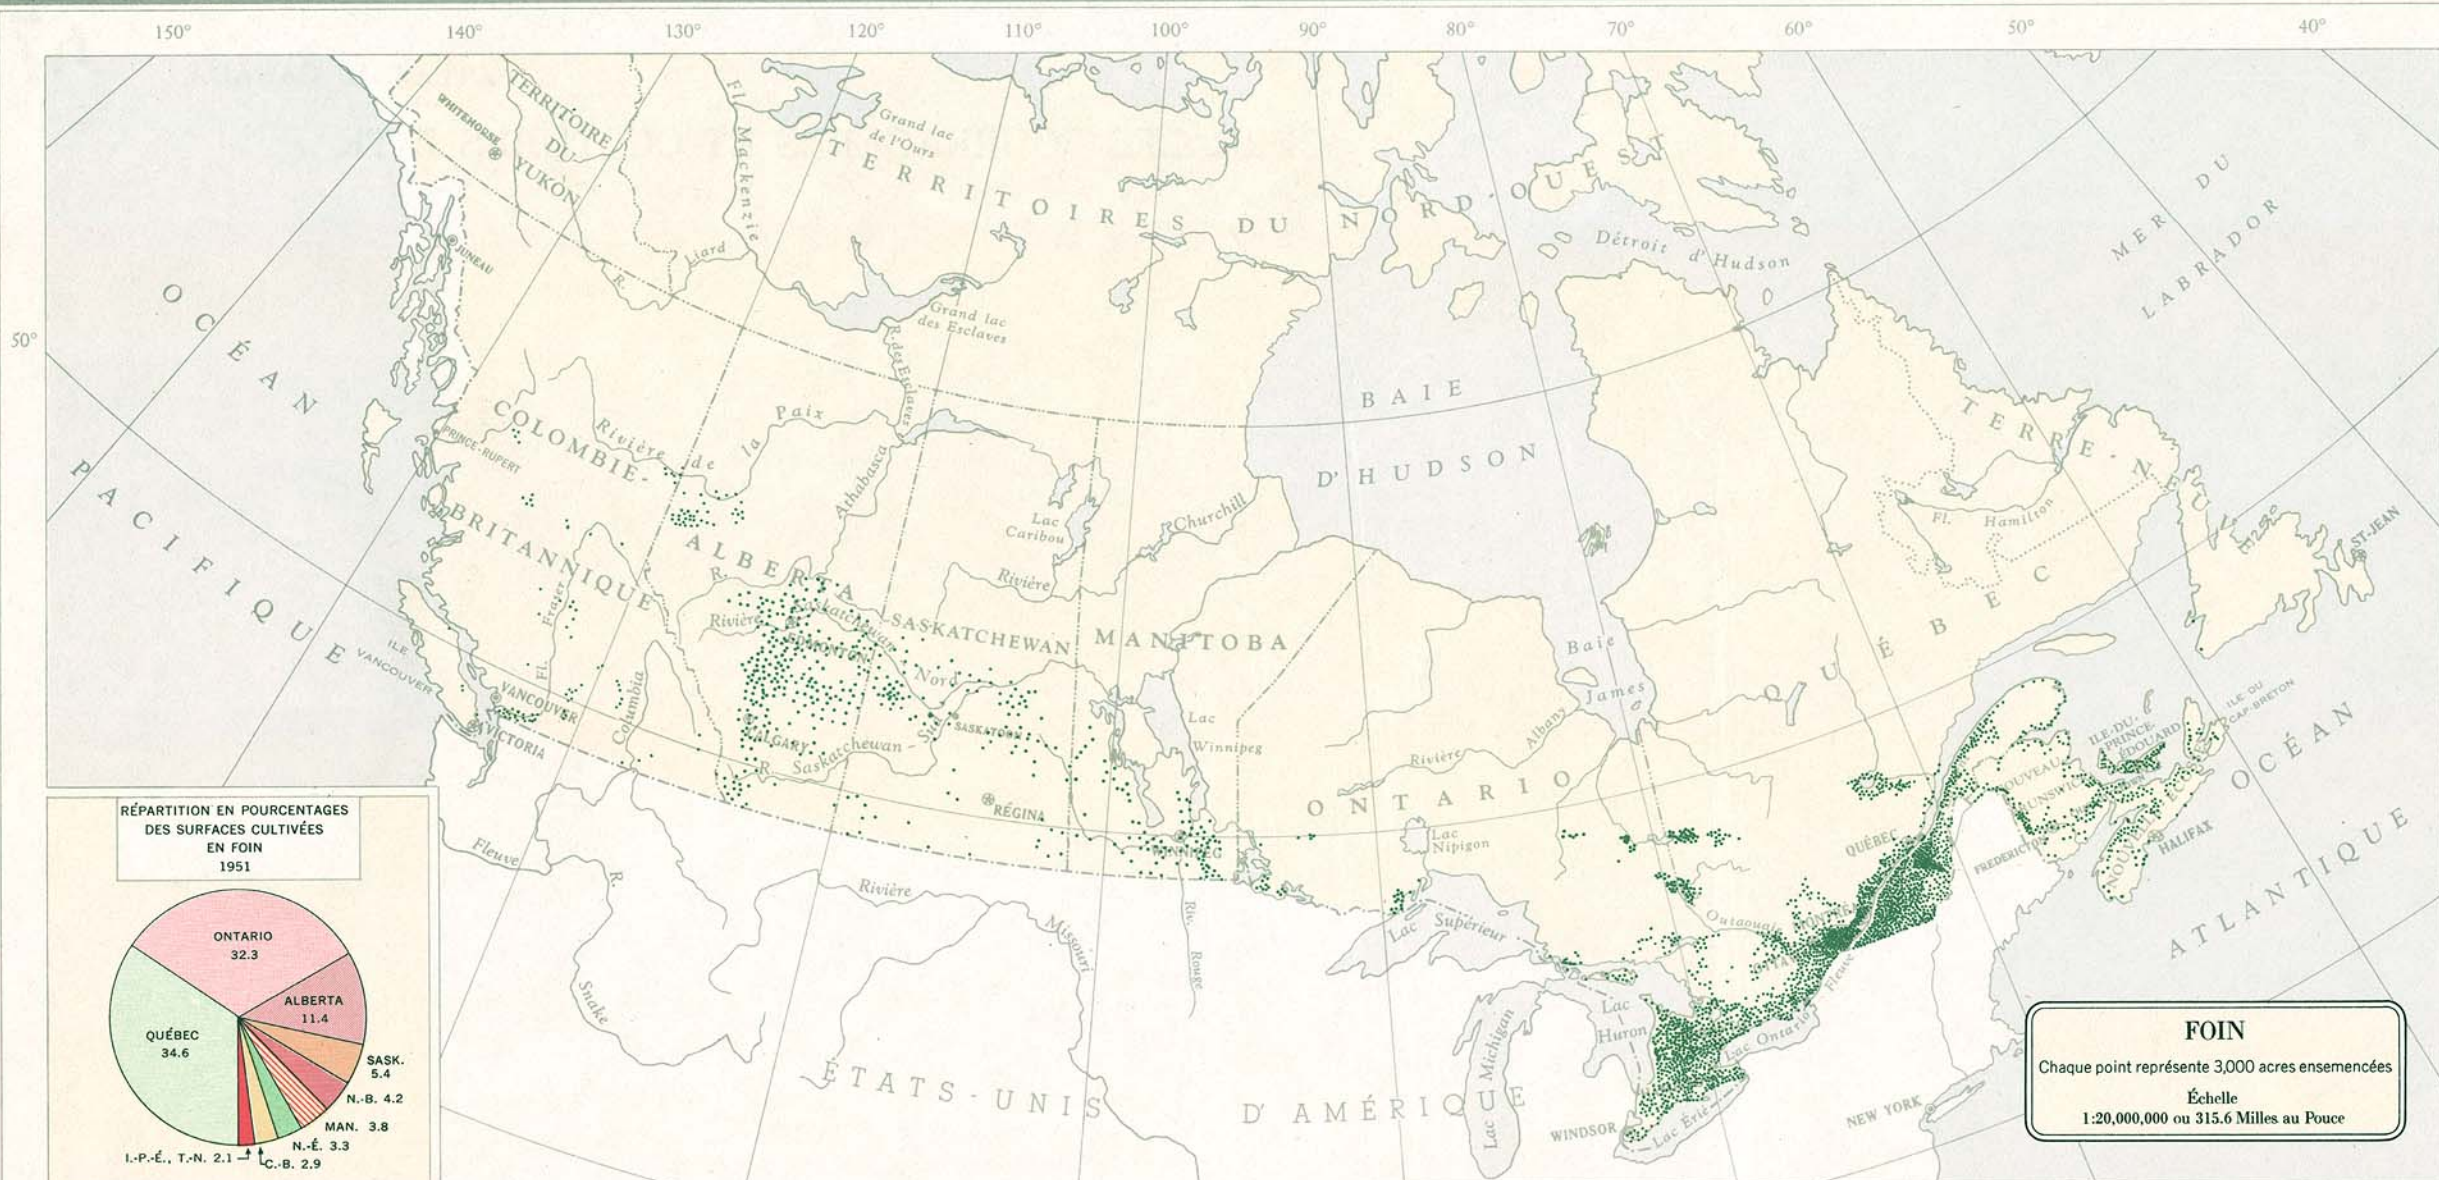 150°
140°
130°
120°
110°
100°
90°
80°
70°
60°
50°
40°
50°
TERRITOIRE
DU
YUKON
WHITEHORSE
JUNEAU
Fl. Mackenzie
Grand lac
de l'Ours
TERRITOIRES DU NORD-OUEST
R. Liard
Grand lac
des Esclaves
R. des Esclaves
Détroit d'Hudson
MER DU
LABRADOR
OCÉAN
PACIFIQUE
BAIE
D'HUDSON
COLOMBIE-
BRITANNIQUE
PRINCE-RUPERT
Rivière de la Paix
Athabasca
R.
ALBERTA
Lac
Caribou
Churchill
Rivière
TERRE-NEUVE
Fl. Hamilton
ST-JEAN
Fl. Fraser
Rivière
Saskatchewan
Nord
EDMONTON
SASKATCHEWAN
MANITOBA
Baie
James
QUÉBEC
ILE
VANCOUVER
VANCOUVER
VICTORIA
Columbia
CALGARY
R. Saskatchewan-Sud
SASKATOON
RÉGINA
Lac
Winnipeg
WINNIPEG
Rivière Albany
ONTARIO
Lac
Nipigon
QUÉBEC
ILE-DU-
PRINCE-
ÉDOUARD
ILE DU
CAP-BRETON
NOUVEAU-
BRUNSWICK
FREDERICTON
NOUVELLE-ÉCOSSE
HALIFAX
OCÉAN
ATLANTIQUE
Fleuve
R.
Snake
Rivière
Missouri
Riv.
Rouge
Lac Supérieur
Outaouais
MONTRÉAL
OTTAWA
Fleuve
Lac
Huron
Lac Michigan
Lac Ontario
Lac Érié
WINDSOR
NEW YORK
ÉTATS-UNIS D'AMÉRIQUE
RÉPARTITION EN POURCENTAGES
DES SURFACES CULTIVÉES
EN FOIN
1951
ONTARIO
32.3
ALBERTA
11.4
QUÉBEC
34.6
SASK.
5.4
N.-B. 4.2
MAN. 3.8
N.-É. 3.3
C.-B. 2.9
I.-P.-É., T.-N. 2.1
FOIN
Chaque point représente 3,000 acres ensemencées
Échelle
1:20,000,000 ou 315.6 Milles au Pouce